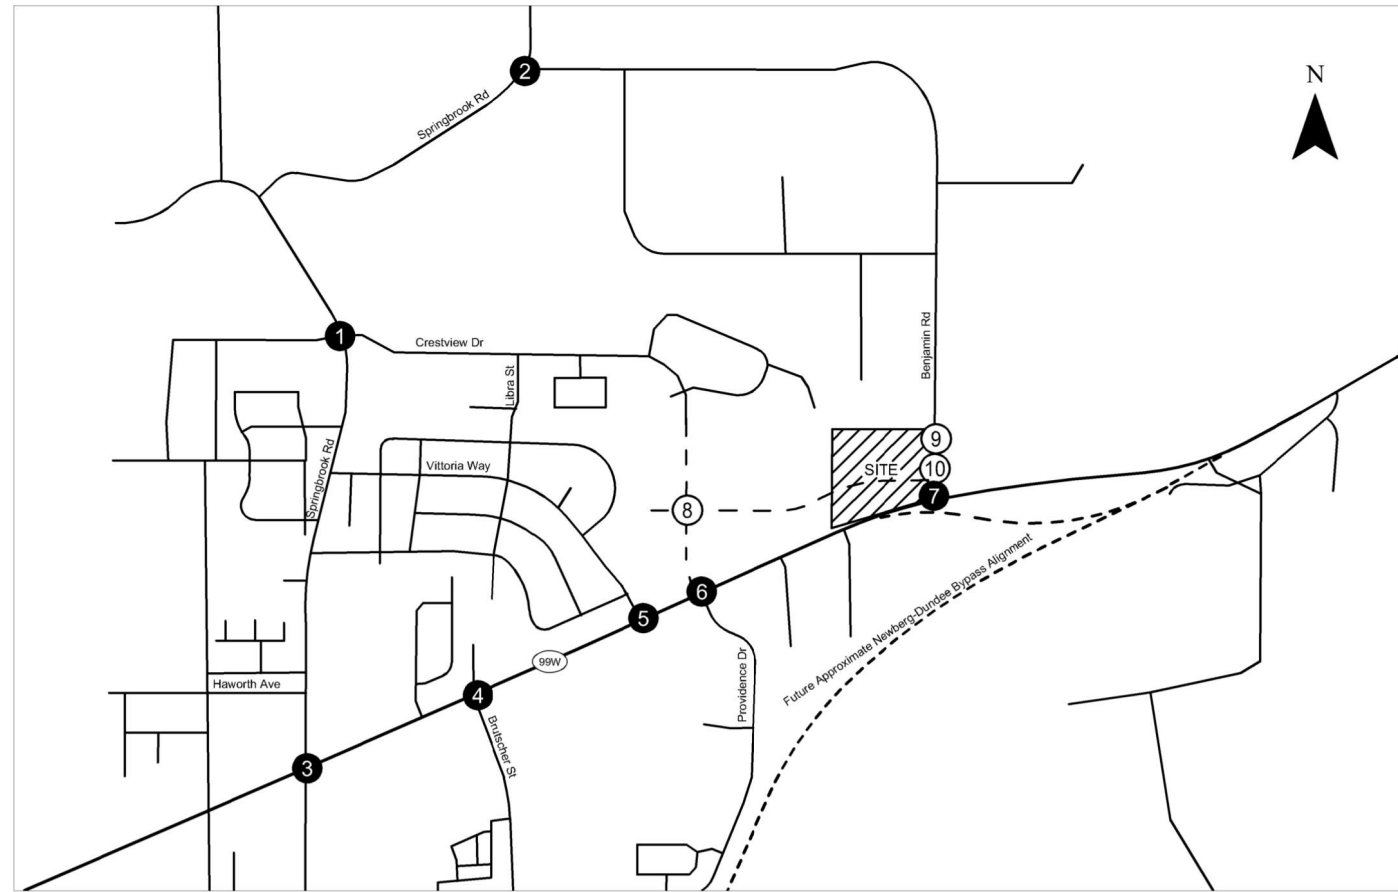 2
N
Springbrook Rd
1
Crestview Dr
Benjamin Rd
Libra St
9
Springbrook Rd
Vittoria Way
SITE
10
7
8
6
5
Future Approximate Newberg-Dundee Bypass Alignment
99W
Haworth Ave
Providence Dr
4
Brutscher St
3